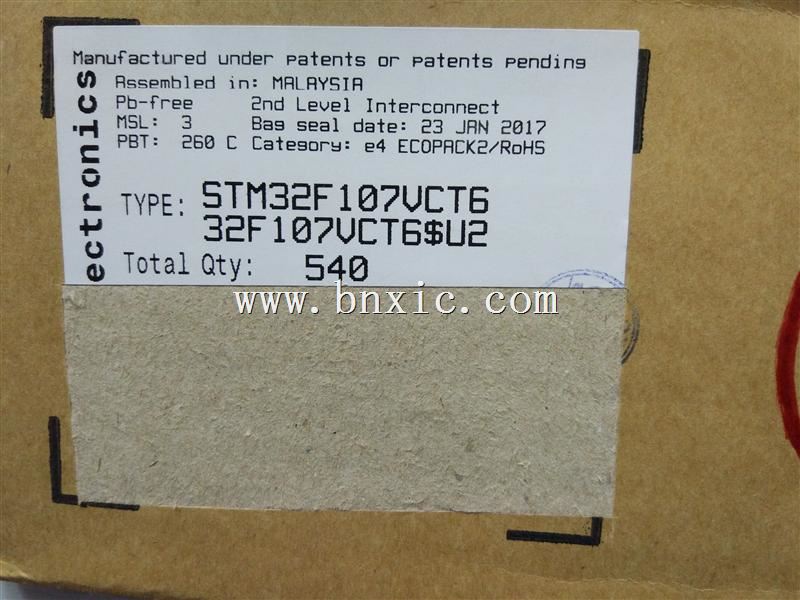 Manufactured under patents or patents pending
ectronics
Assembled in: MALAYSIA
Pb-free 2nd Level Interconnect
MSL: 3 Bag seal date: 23 JAN 2017
PBT: 260 C Category: e4 ECOPACK2/RoHS
TYPE: STM32F107VCT6
32F107VCT6$U2
Total Qty: 540
www.bnxic.com